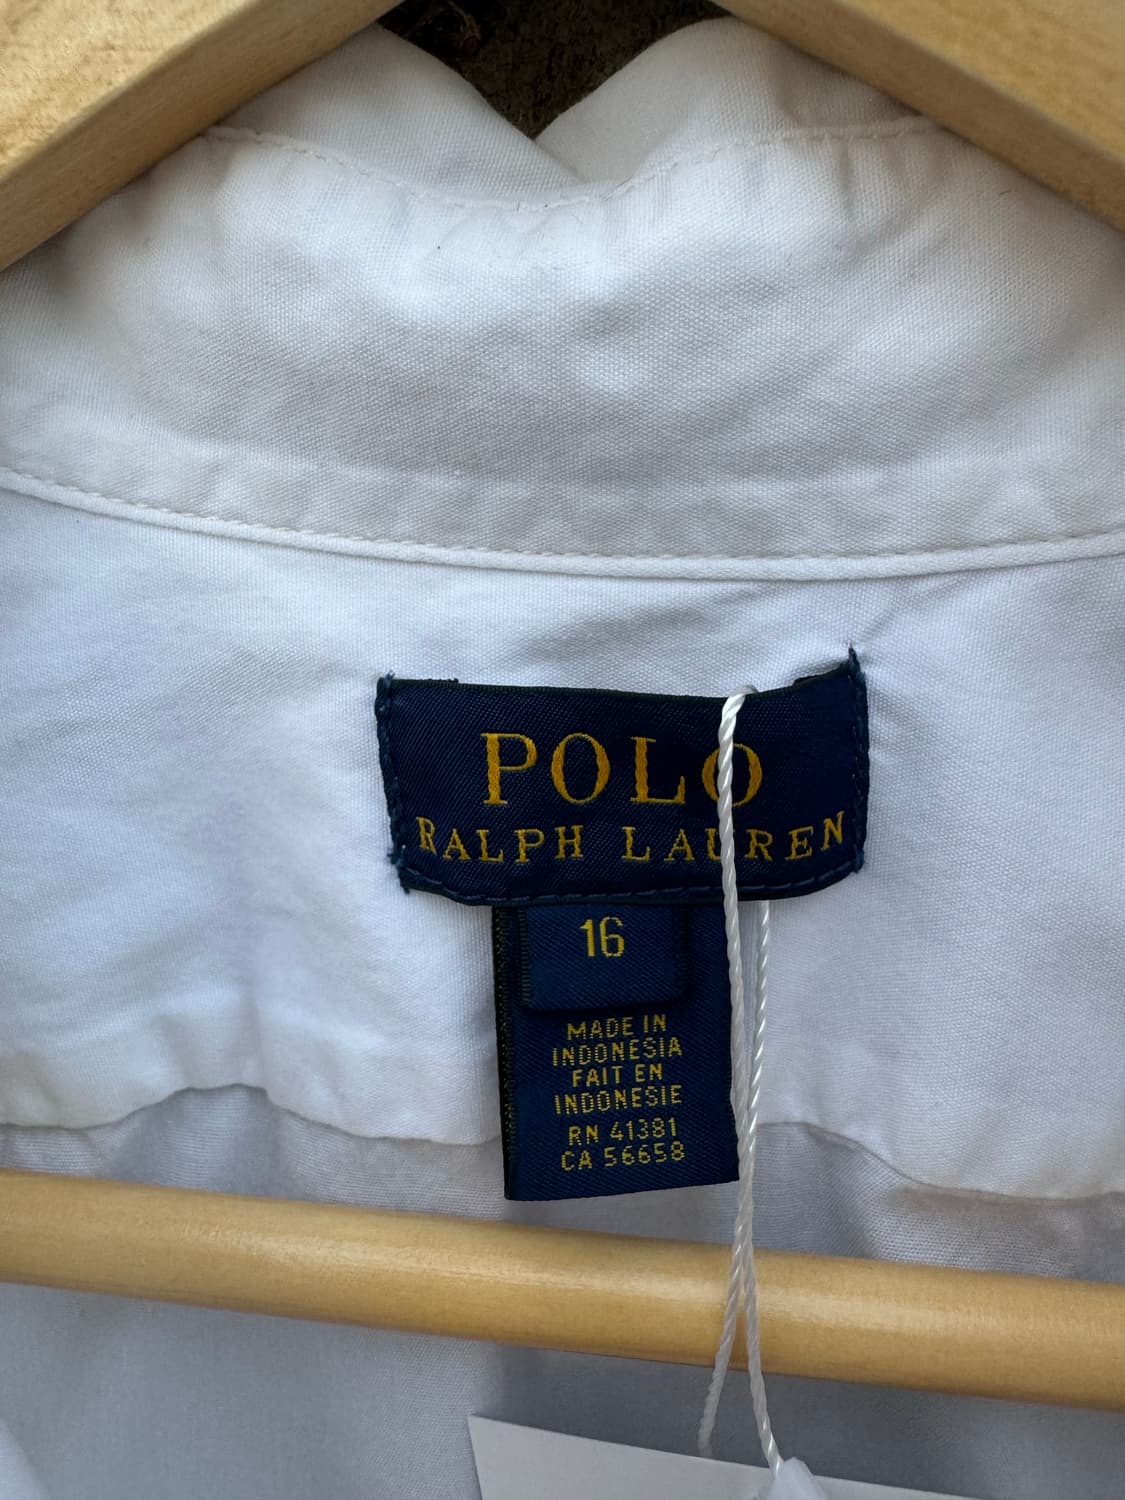 POLO
RALPH LAUREN
16
MADE IN
INDONESIA
FAIT EN
INDONESIE
RN 41381
CA 56658